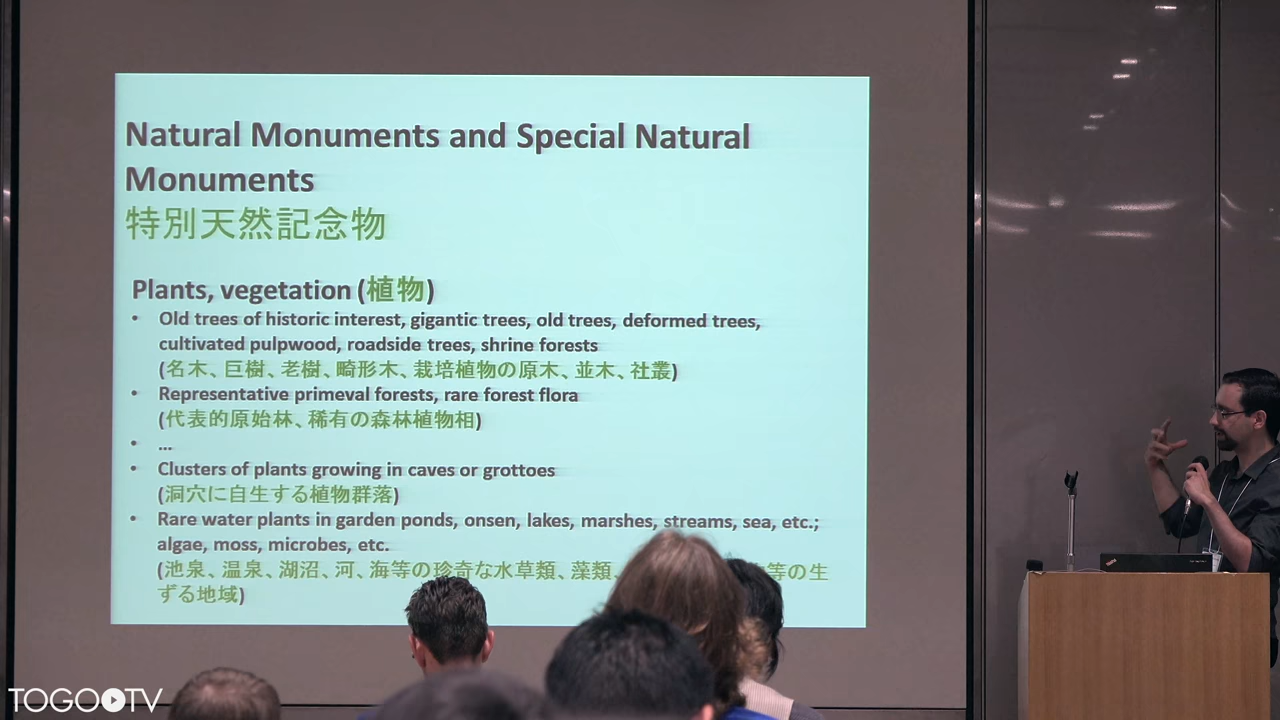 Natural Monuments and Special Natural
Monuments
特別天然記念物
Plants, vegetation (植物)
• Old trees of historic interest, gigantic trees, old trees, deformed trees,
cultivated pulpwood, roadside trees, shrine forests
(名木、巨樹、老樹、畸形木、栽培植物の原木、並木、社叢)
• Representative primeval forests, rare forest flora
(代表的原始林、稀有の森林植物相)
• ...
• Clusters of plants growing in caves or grottoes
(洞穴に自生する植物群落)
• Rare water plants in garden ponds, onsen, lakes, marshes, streams, sea, etc.;
algae, moss, microbes, etc.
(池泉、温泉、湖沼、河、海等の珍奇な水草類、藻類、 等の生
ずる地域)
TOGO TV